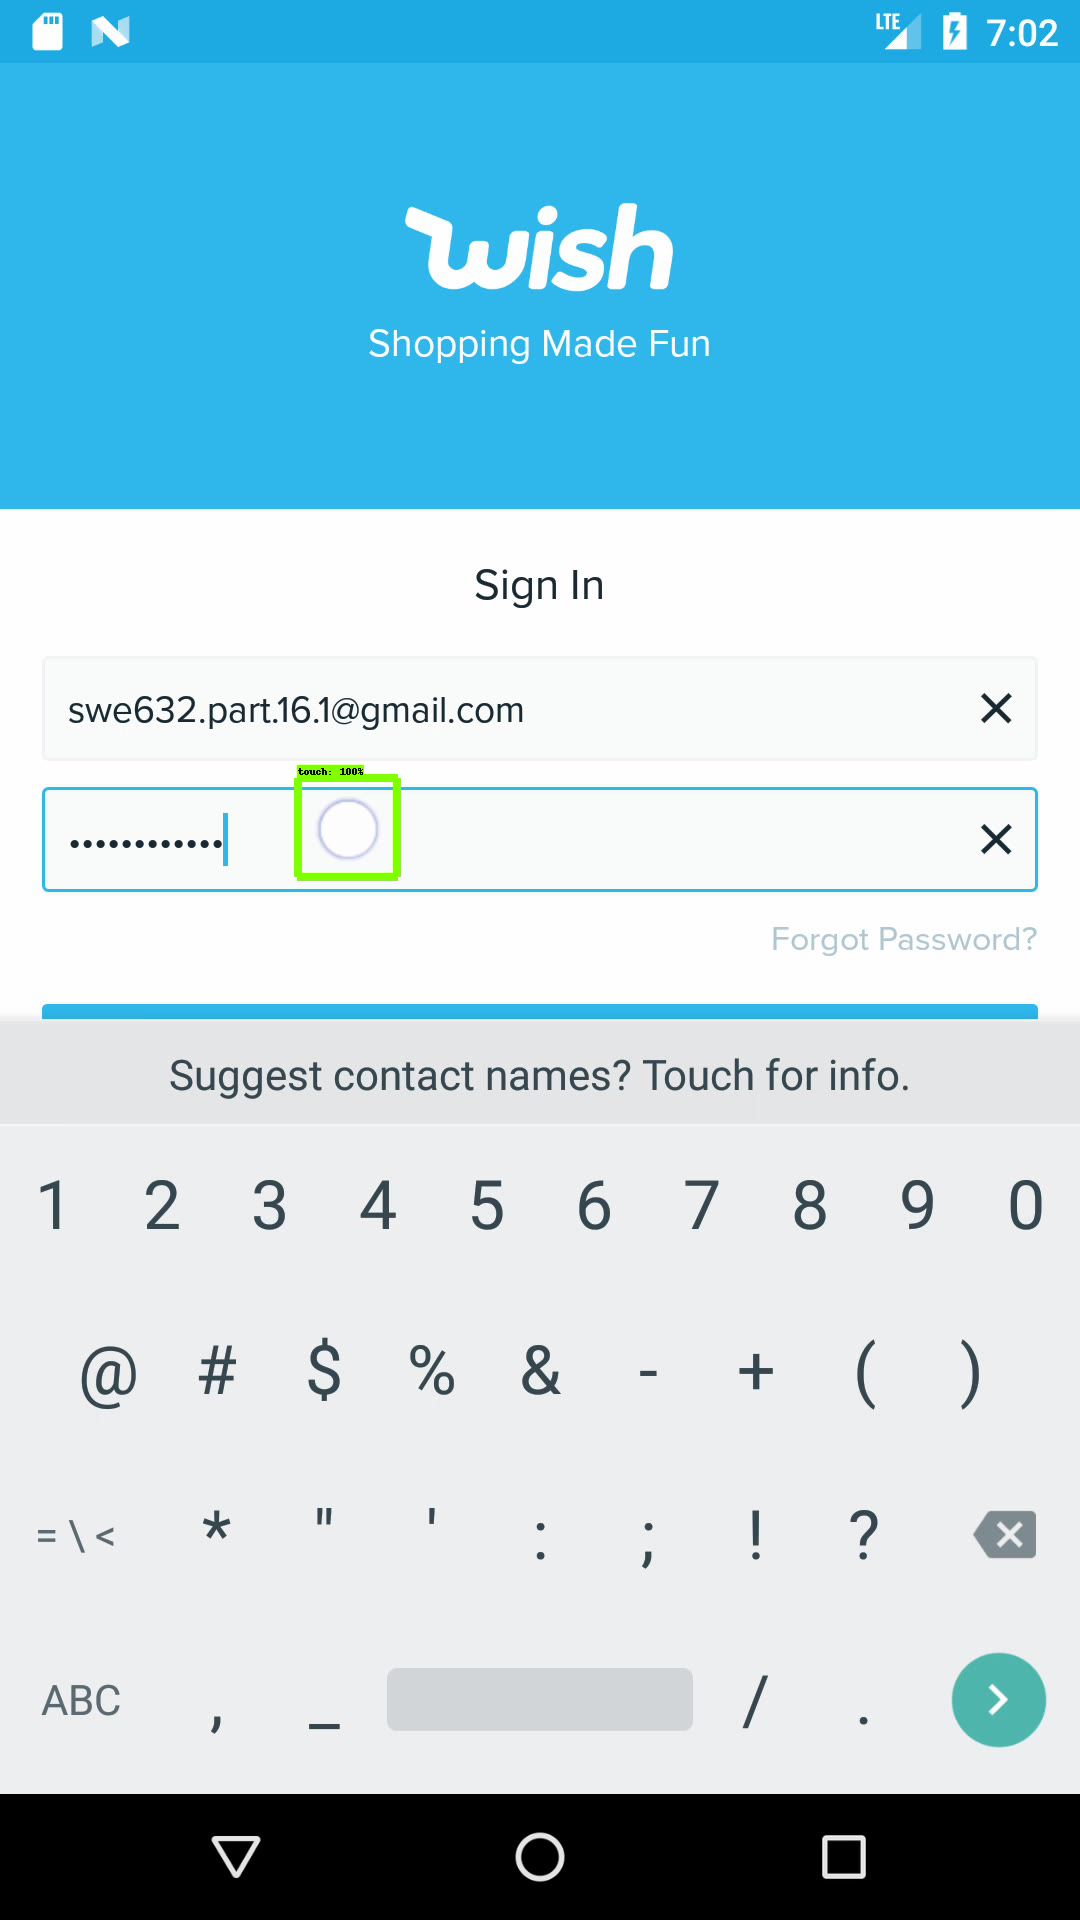 LTE 7:02
wish
Shopping Made Fun
Sign In
swe632.part.16.1@gmail.com
touch: 100%
••••••••••••
Forgot Password?
Suggest contact names? Touch for info.
1 2 3 4 5 6 7 8 9 0
@ # $ % & - + ( )
= \ < * " ' : ; ! ?
ABC , _ / .